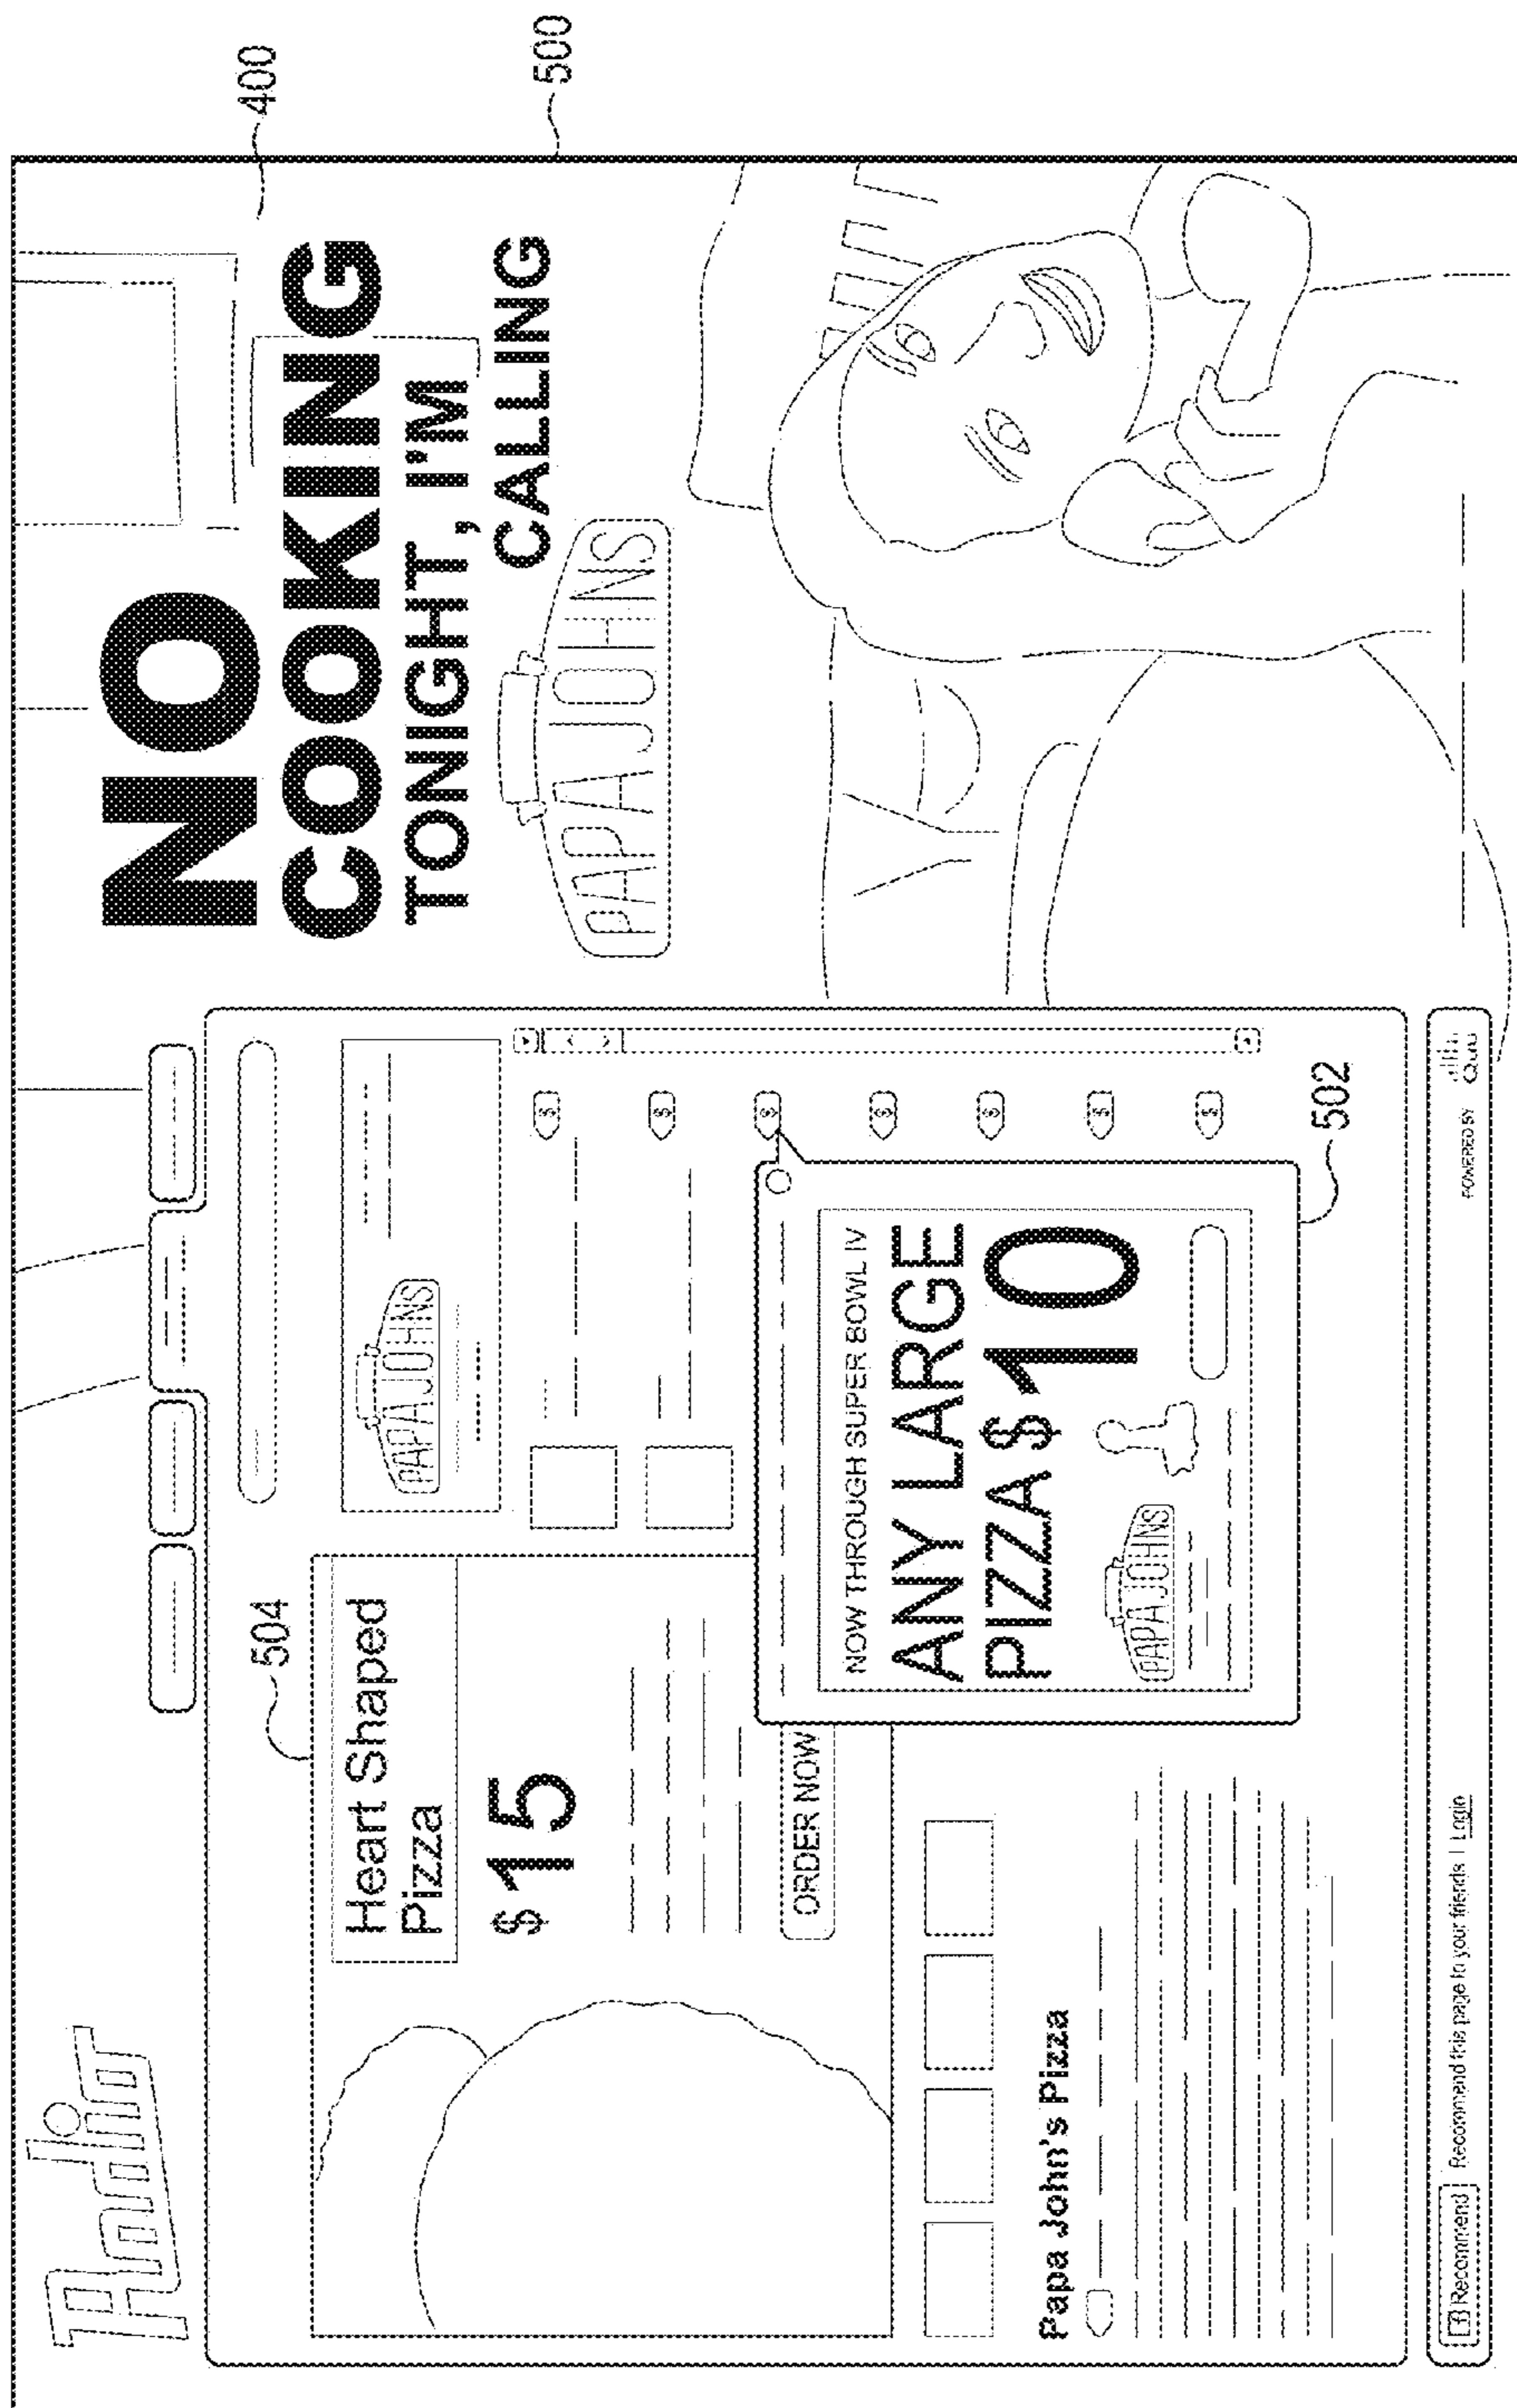 400
NO
COOKING
TONIGHT, I'M
CALLING
PAPA JOHNS
500
504
Heart Shaped
Pizza
$15
ORDER NOW
PAPA JOHNS
$
$
$
$
$
$
$
NOW THROUGH SUPER BOWL IV
ANY LARGE
PIZZA $10
PAPA JOHNS
502
Papa John's Pizza
f Recommend
Recommend this page to your friends | Login
POWERED BY